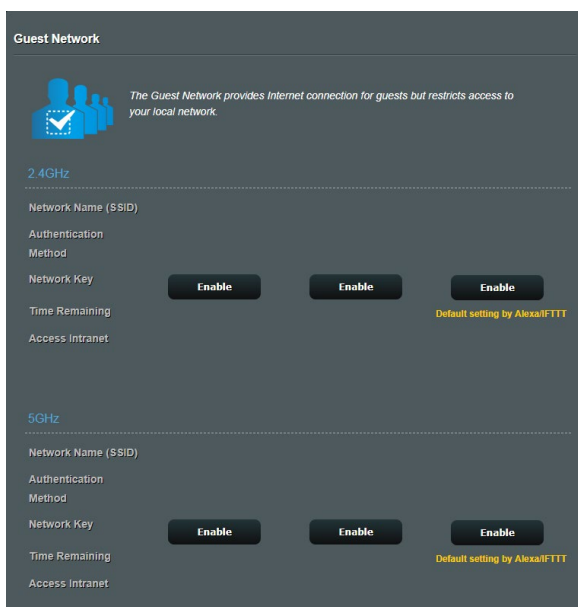 Guest Network
The Guest Network provides Internet connection for guests but restricts access to
your local network.
2.4GHz
Network Name (SSID)
Authentication
Method
Network Key
Enable Enable Enable
Time Remaining
Default setting by Alexa/IFTTT
Access Intranet
5GHz
Network Name (SSID)
Authentication
Method
Network Key
Enable Enable Enable
Time Remaining
Default setting by Alexa/IFTTT
Access Intranet